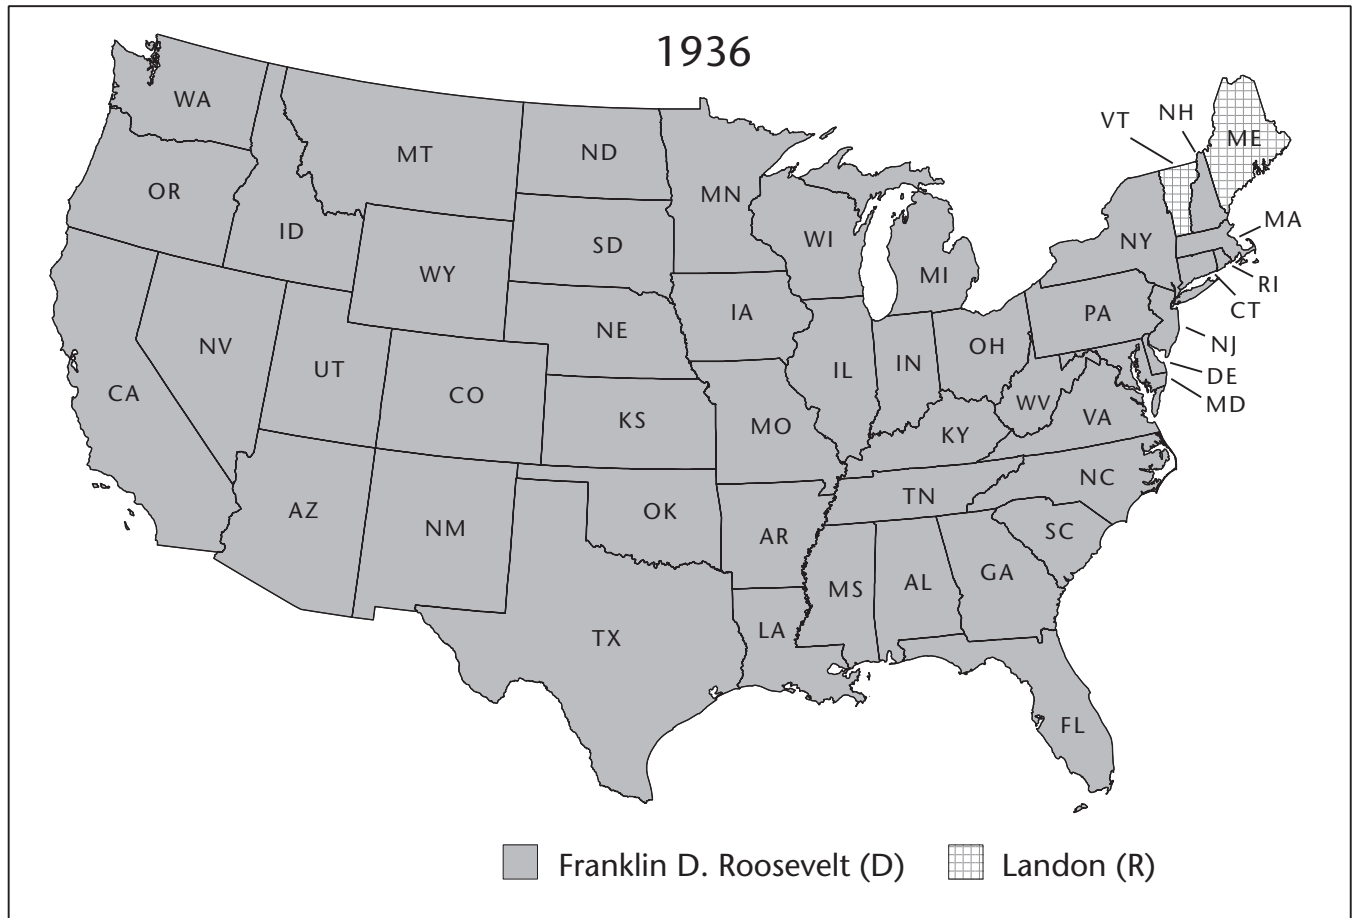 1936
WA
MT
ND
MN
VT
NH
ME
OR
ID
WY
SD
WI
MI
NY
MA
RI
CT
NV
UT
CO
NE
IA
IL
IN
OH
PA
NJ
DE
MD
CA
KS
MO
KY
WV
VA
AZ
NM
OK
AR
TN
NC
SC
TX
LA
MS
AL
GA
FL
Franklin D. Roosevelt (D)
Landon (R)